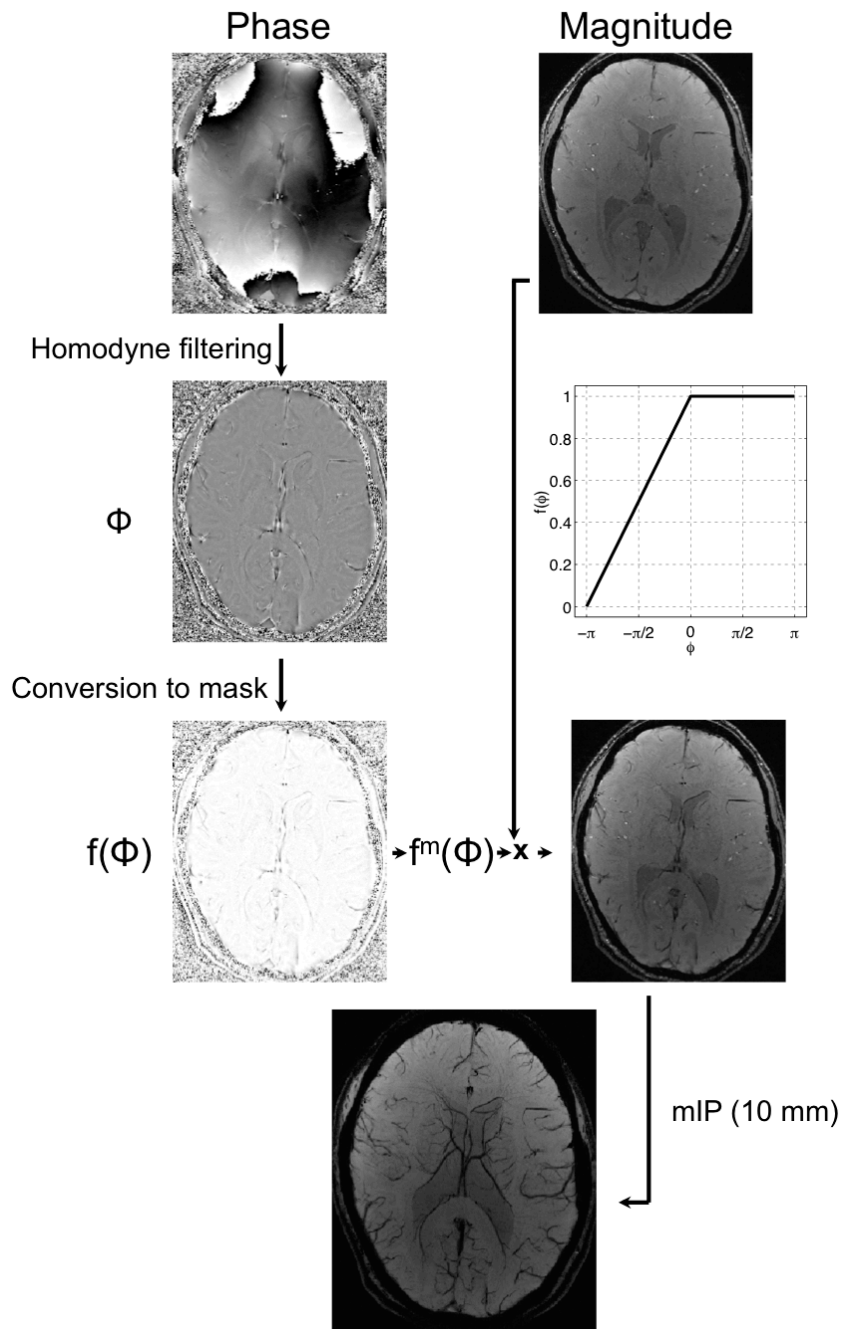 Phase
Magnitude
Homodyne filtering
Φ
1
0.8
0.6
0.4
0.2
0
f(ϕ)
−π
−π/2
0
π/2
π
ϕ
Conversion to mask
f(Φ)
fᵐ(Φ)
x
mIP (10 mm)